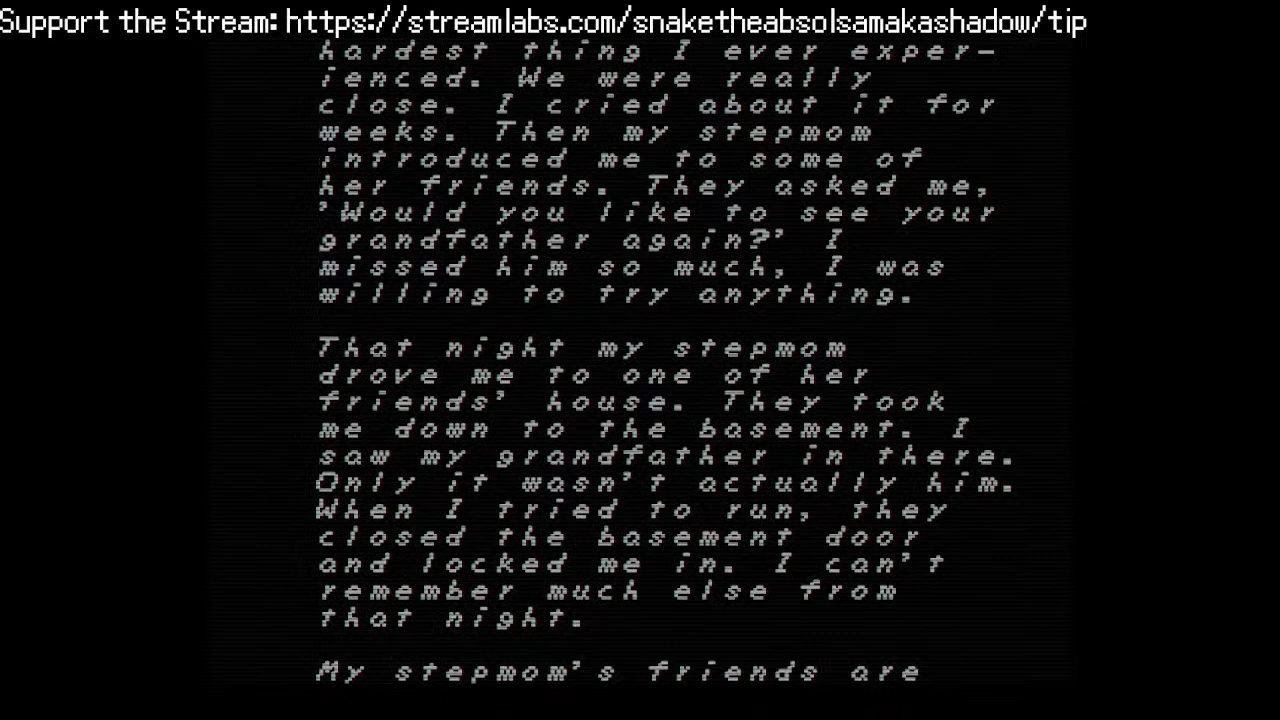 Support the Stream: https://streamlabs.com/snaketheabsolsamakashadow/tip
hardest thing I ever exper-
ienced. We were really
close. I cried about it for
weeks. Then my stepmom
introduced me to some of
her friends. They asked me,
'Would you like to see your
grandfather again?' I
missed him so much, I was
willing to try anything.
That night my stepmom
drove me to one of her
friends' house. They took
me down to the basement. I
saw my grandfather in there.
Only it wasn't actually him.
When I tried to run, they
closed the basement door
and locked me in. I can't
remember much else from
that night.
My stepmom's friends are